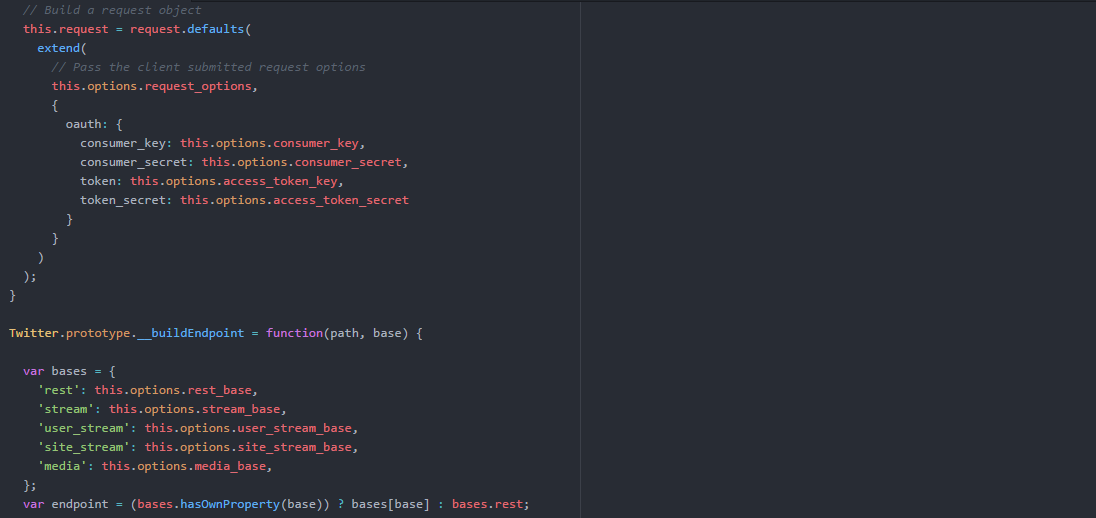 // Build a request object
this.request = request.defaults(
extend(
// Pass the client submitted request options
this.options.request_options,
{
oauth: {
consumer_key: this.options.consumer_key,
consumer_secret: this.options.consumer_secret,
token: this.options.access_token_key,
token_secret: this.options.access_token_secret
}
}
)
);
}
Twitter.prototype.__buildEndpoint = function(path, base) {
var bases = {
'rest': this.options.rest_base,
'stream': this.options.stream_base,
'user_stream': this.options.user_stream_base,
'site_stream': this.options.site_stream_base,
'media': this.options.media_base,
};
var endpoint = (bases.hasOwnProperty(base)) ? bases[base] : bases.rest;